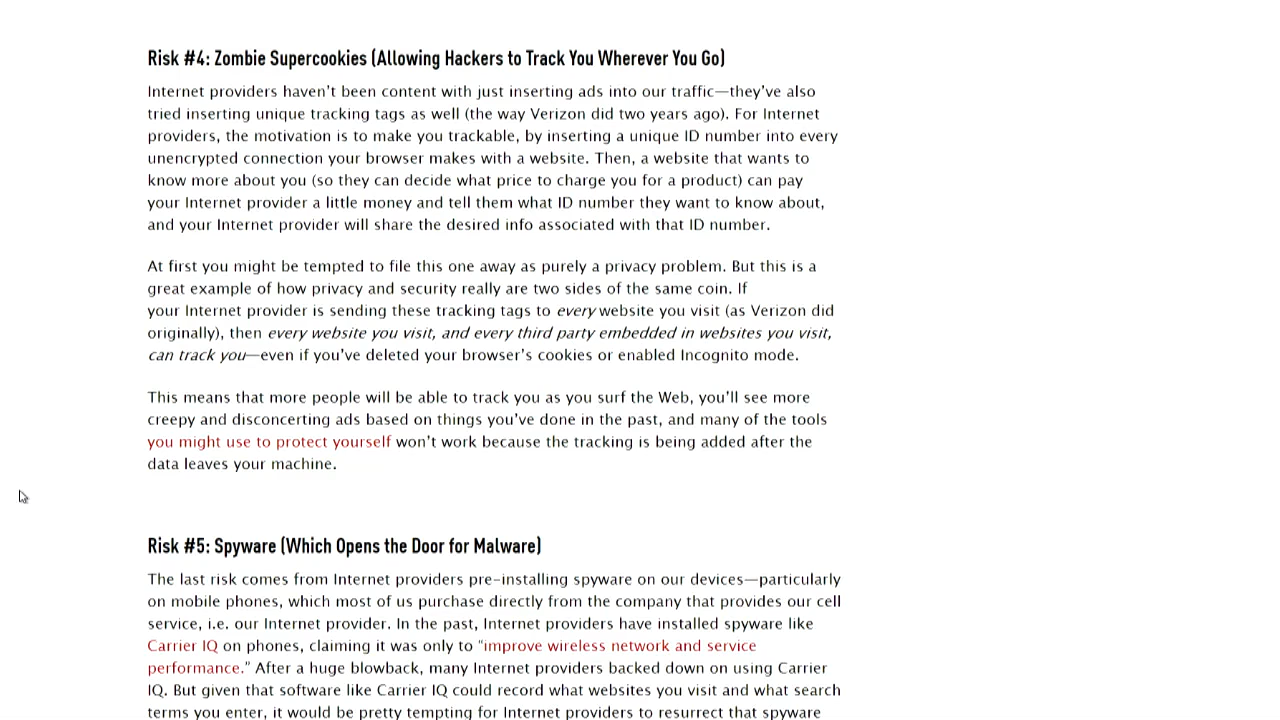 Risk #4: Zombie Supercookies (Allowing Hackers to Track You Wherever You Go)
Internet providers haven't been content with just inserting ads into our traffic—they've also
tried inserting unique tracking tags as well (the way Verizon did two years ago). For Internet
providers, the motivation is to make you trackable, by inserting a unique ID number into every
unencrypted connection your browser makes with a website. Then, a website that wants to
know more about you (so they can decide what price to charge you for a product) can pay
your Internet provider a little money and tell them what ID number they want to know about,
and your Internet provider will share the desired info associated with that ID number.
At first you might be tempted to file this one away as purely a privacy problem. But this is a
great example of how privacy and security really are two sides of the same coin. If
your Internet provider is sending these tracking tags to every website you visit (as Verizon did
originally), then every website you visit, and every third party embedded in websites you visit,
can track you—even if you've deleted your browser's cookies or enabled Incognito mode.
This means that more people will be able to track you as you surf the Web, you'll see more
creepy and disconcerting ads based on things you've done in the past, and many of the tools
you might use to protect yourself won't work because the tracking is being added after the
data leaves your machine.
Risk #5: Spyware (Which Opens the Door for Malware)
The last risk comes from Internet providers pre-installing spyware on our devices—particularly
on mobile phones, which most of us purchase directly from the company that provides our cell
service, i.e. our Internet provider. In the past, Internet providers have installed spyware like
Carrier IQ on phones, claiming it was only to "improve wireless network and service
performance." After a huge blowback, many Internet providers backed down on using Carrier
IQ. But given that software like Carrier IQ could record what websites you visit and what search
terms you enter, it would be pretty tempting for Internet providers to resurrect that spyware